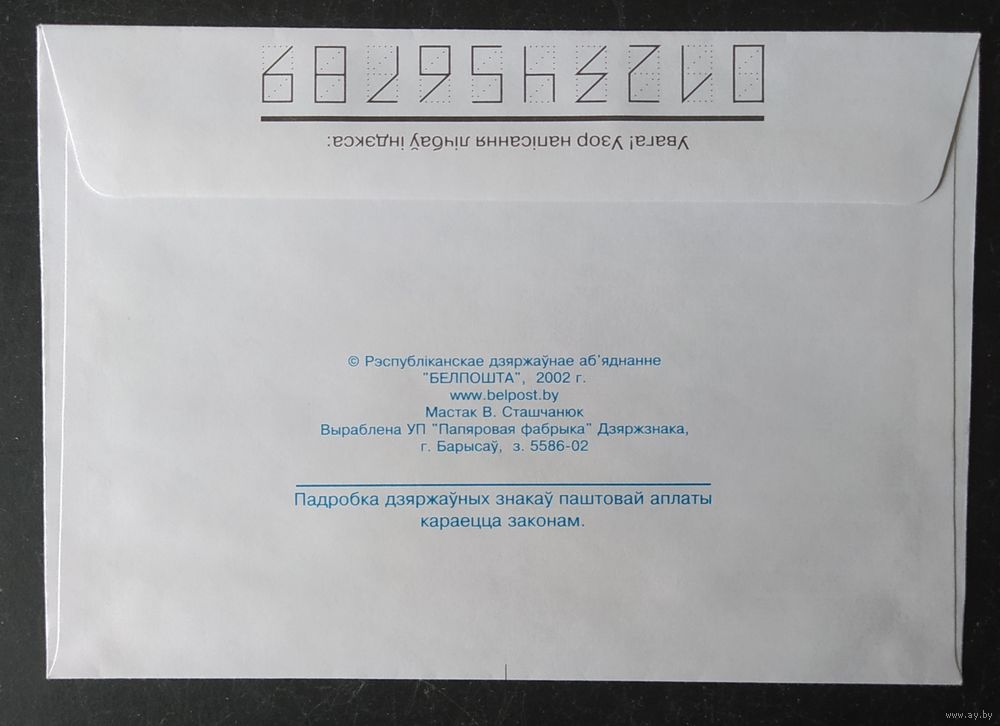 Увага! Узор напісання лічбаў індэкса:
0123456789
© Рэспубліканскае дзяржаўнае аб'яднанне
"БЕЛПОШТА", 2002 г.
www.belpost.by
Мастак В. Сташчанюк
Выраблена УП "Папяровая фабрыка" Дзяржзнака,
г. Барысаў, з. 5586-02
Падробка дзяржаўных знакаў паштовай аплаты
караецца законам.
www.ay.by